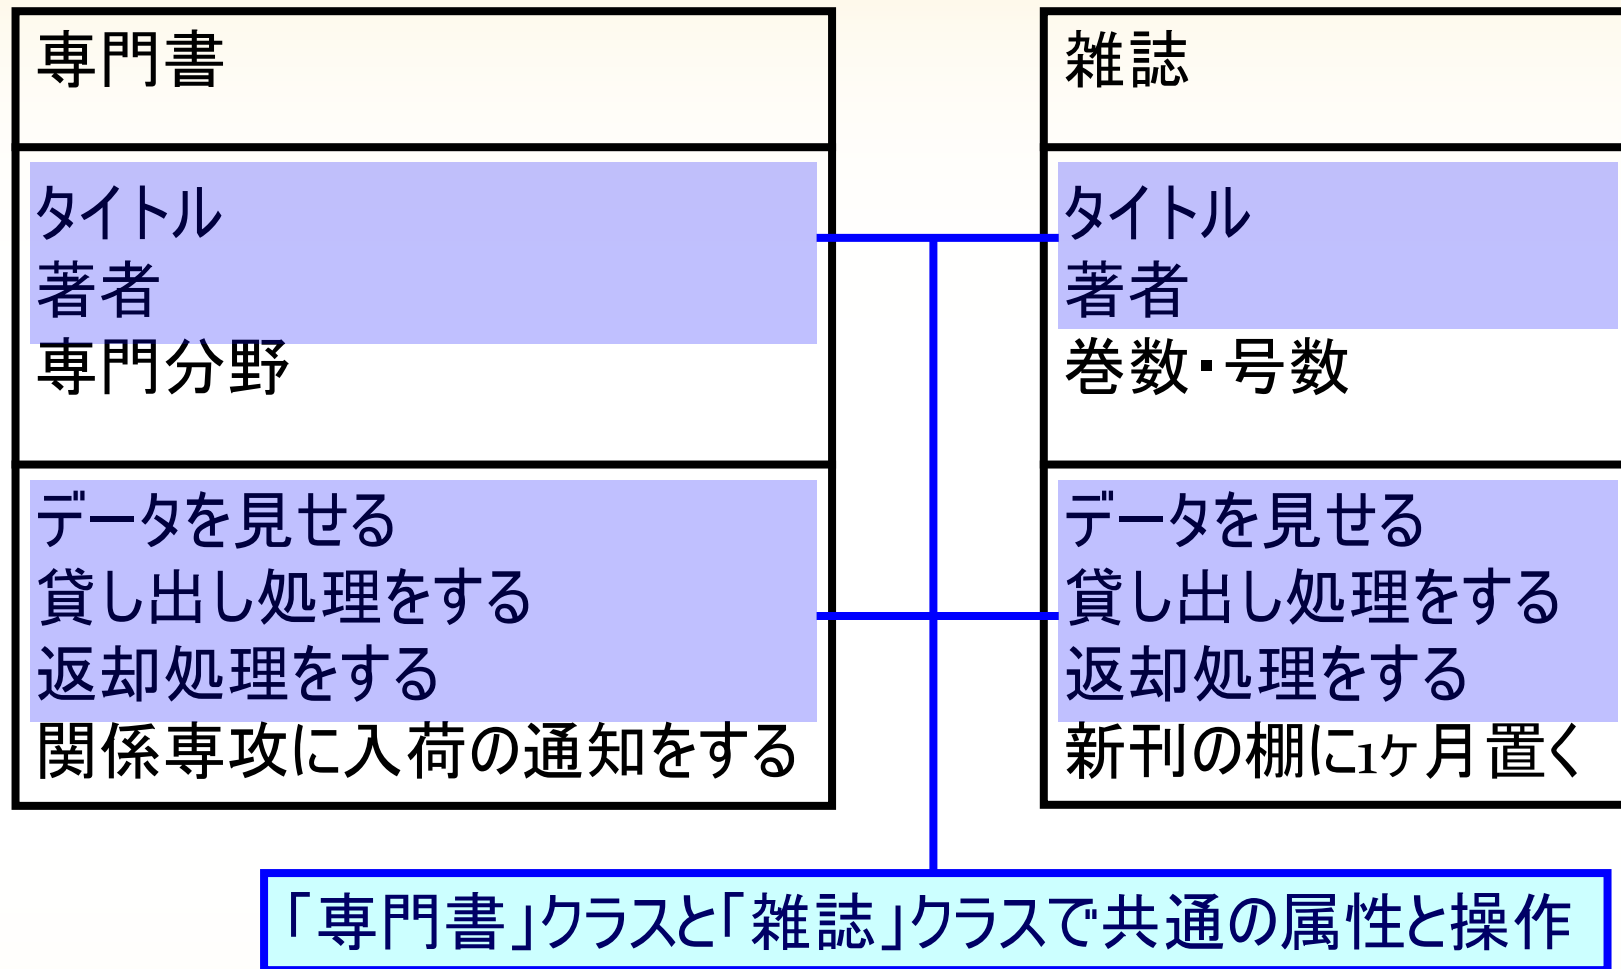 専門書
タイトル
著者
専門分野
データを見せる
貸し出し処理をする
返却処理をする
関係専攻に入荷の通知をする
雑誌
タイトル
著者
巻数・号数
データを見せる
貸し出し処理をする
返却処理をする
新刊の棚に1ヶ月置く
「専門書」クラスと「雑誌」クラスで共通の属性と操作